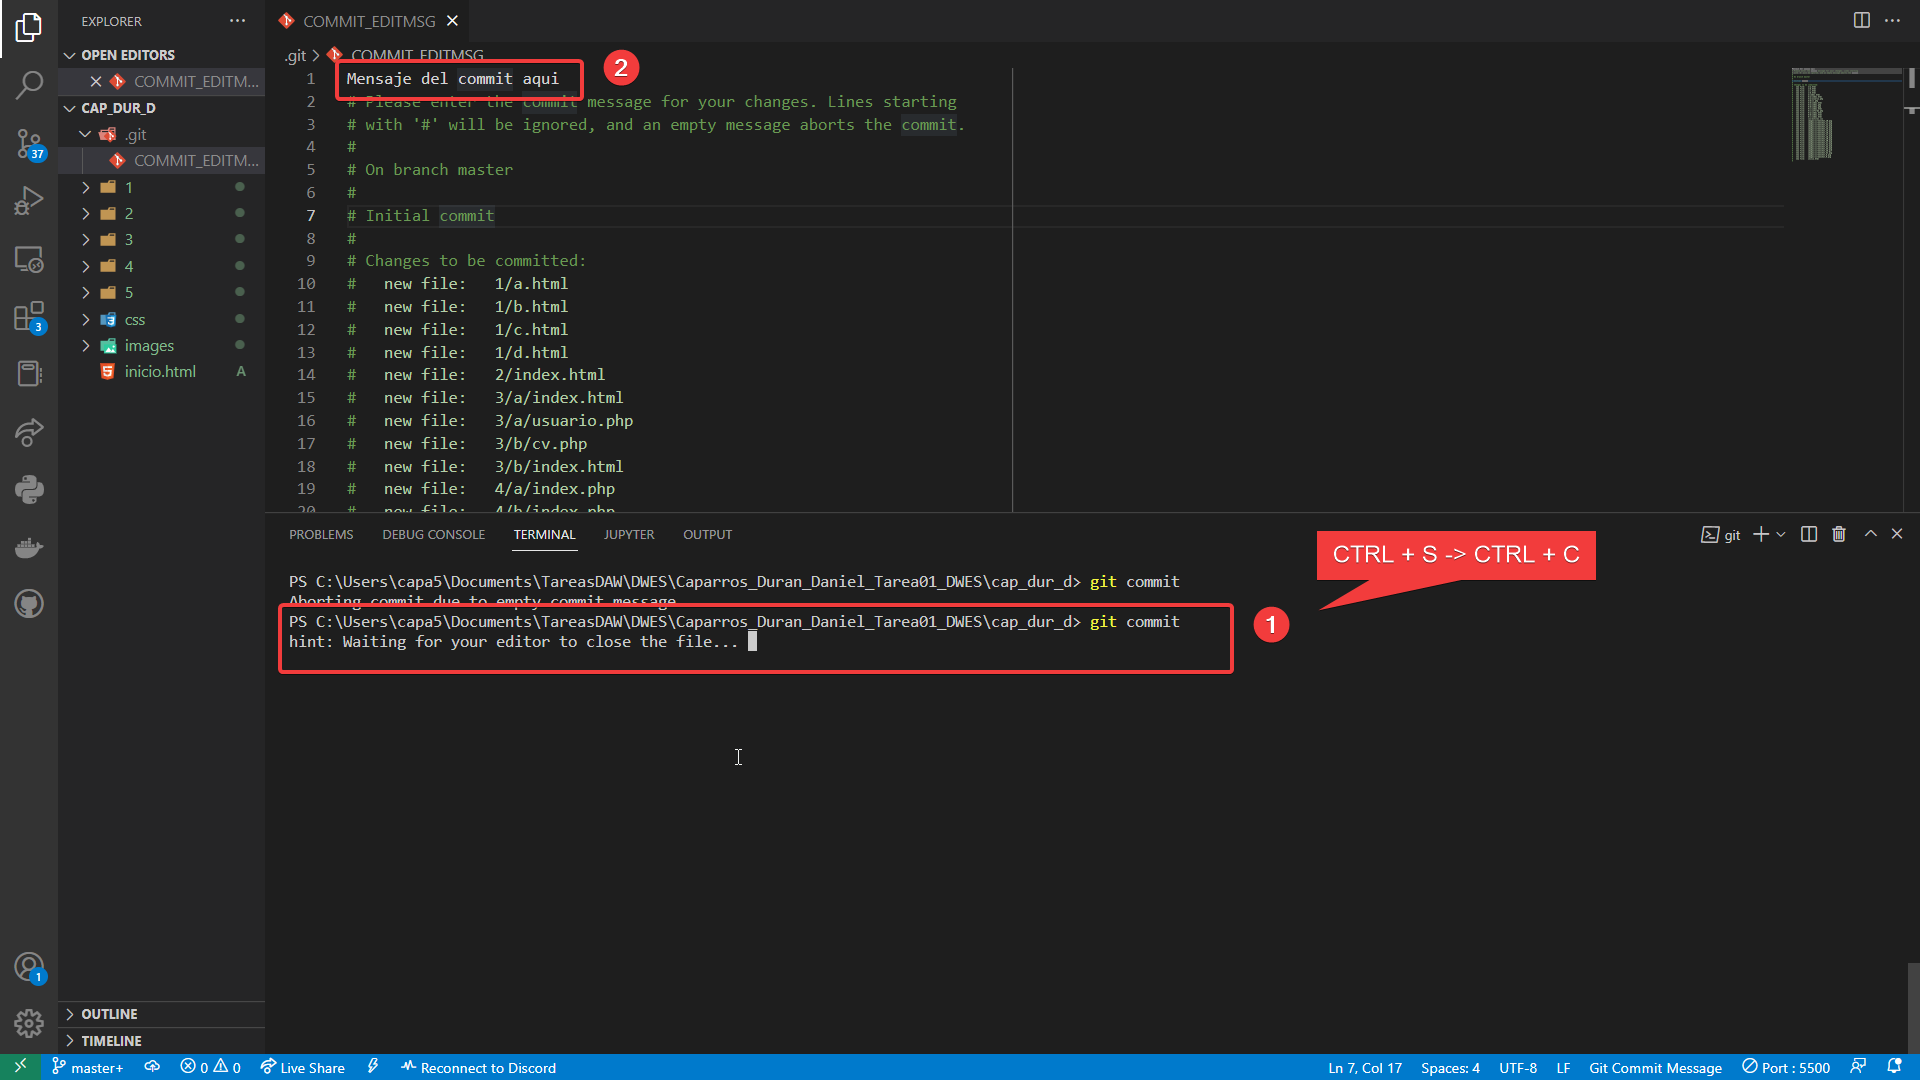 EXPLORER
OPEN EDITORS
COMMIT_EDITM...
CAP_DUR_D
.git
COMMIT_EDITM...
1
2
3
4
5
css
images
inicio.html A
37
3
1
OUTLINE
TIMELINE
COMMIT_EDITMSG
.git > COMMIT_EDITMSG
1 Mensaje del commit aqui
2
2 # Please enter the commit message for your changes. Lines starting
3 # with '#' will be ignored, and an empty message aborts the commit.
4 #
5 # On branch master
6 #
7 # Initial commit
8 #
9 # Changes to be committed:
10 # new file: 1/a.html
11 # new file: 1/b.html
12 # new file: 1/c.html
13 # new file: 1/d.html
14 # new file: 2/index.html
15 # new file: 3/a/index.html
16 # new file: 3/a/usuario.php
17 # new file: 3/b/cv.php
18 # new file: 3/b/index.html
19 # new file: 4/a/index.php
20 # new file: 4/b/index.php
PROBLEMS DEBUG CONSOLE TERMINAL JUPYTER OUTPUT
git
CTRL + S -> CTRL + C
PS C:\Users\capa5\Documents\TareasDAW\DWES\Caparros_Duran_Daniel_Tarea01_DWES\cap_dur_d> git commit
Aborting commit due to empty commit message.
PS C:\Users\capa5\Documents\TareasDAW\DWES\Caparros_Duran_Daniel_Tarea01_DWES\cap_dur_d> git commit
hint: Waiting for your editor to close the file...
1
master+ 0 0 Live Share Reconnect to Discord Ln 7, Col 17 Spaces: 4 UTF-8 LF Git Commit Message Port : 5500